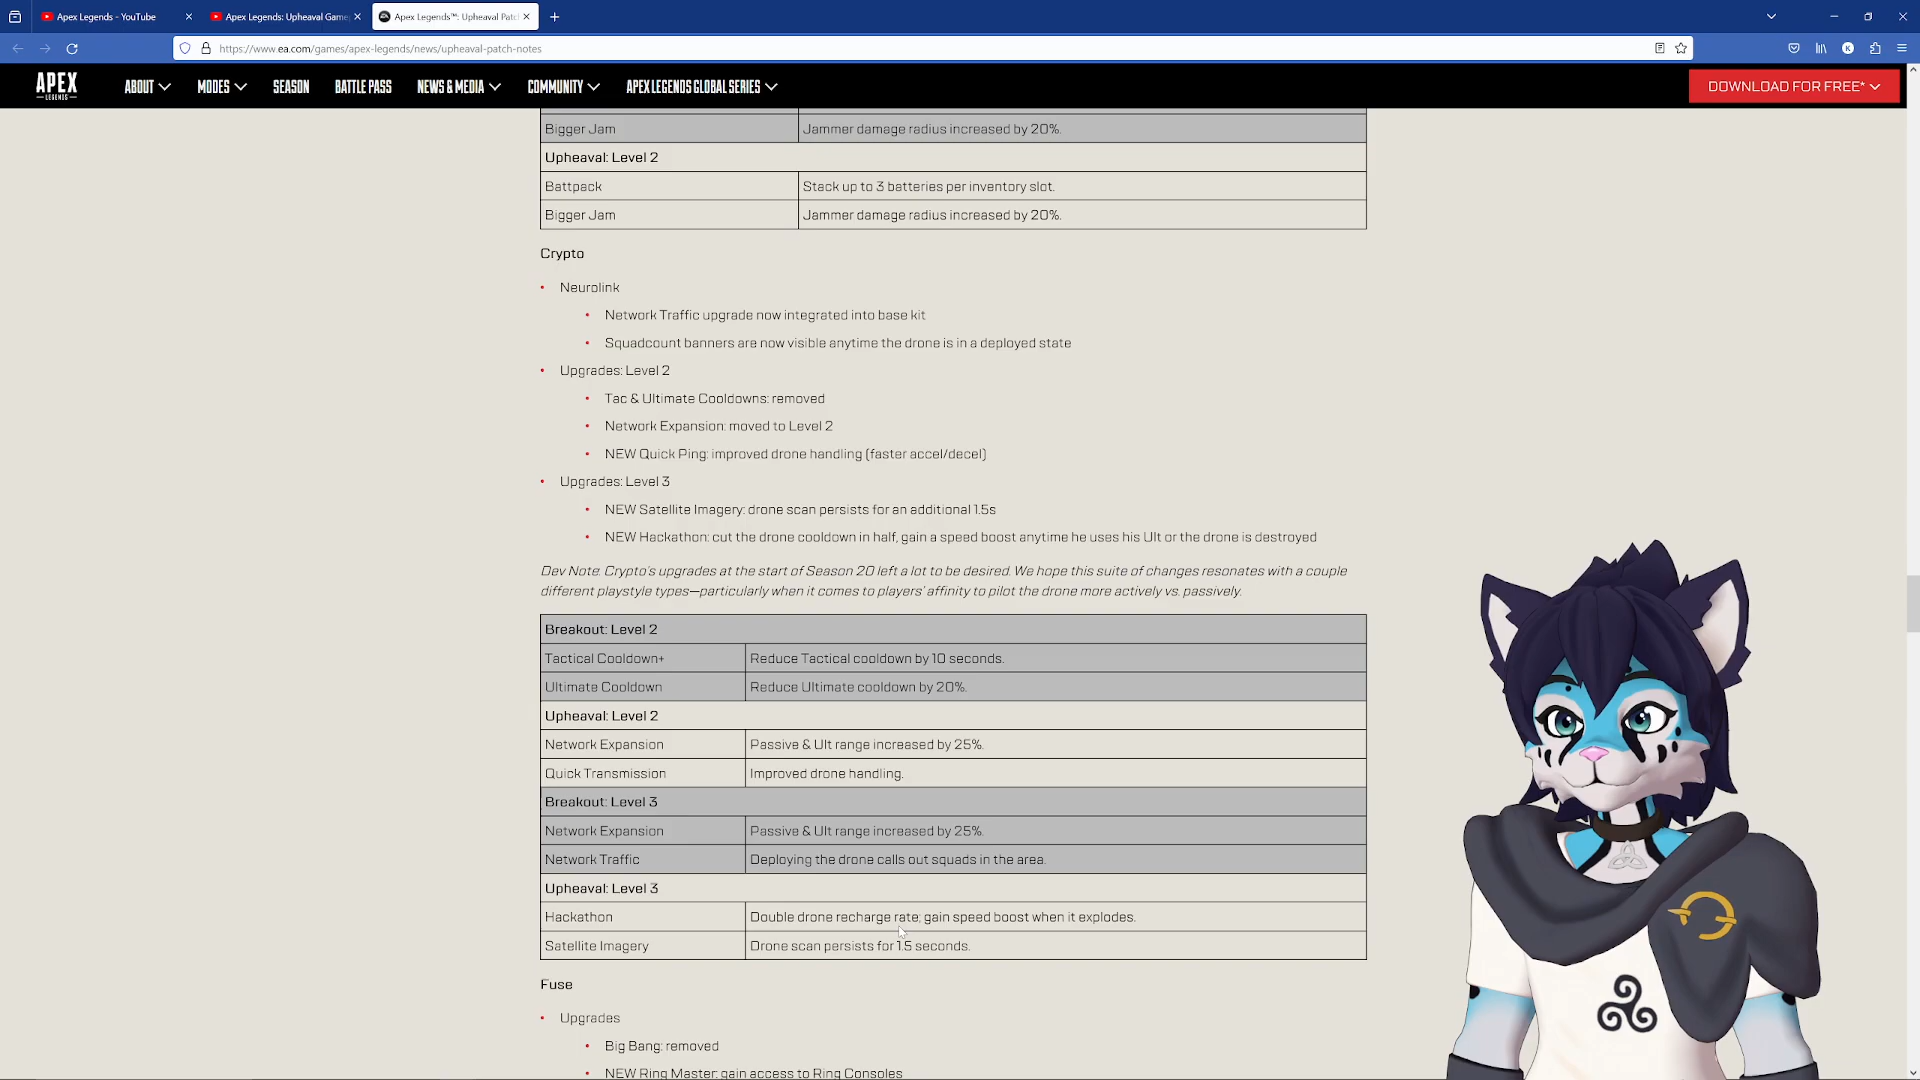 Apex Legends - YouTube
Apex Legends: Upheaval Game
Apex Legends™: Upheaval Patc
https://www.ea.com/games/apex-legends/news/upheaval-patch-notes
K
APEX
LEGENDS
ABOUT
MODES
SEASON
BATTLE PASS
NEWS & MEDIA
COMMUNITY
APEX LEGENDS GLOBAL SERIES
DOWNLOAD FOR FREE*
Bigger Jam Jammer damage radius increased by 20%.
Upheaval: Level 2
Battpack Stack up to 3 batteries per inventory slot.
Bigger Jam Jammer damage radius increased by 20%.
Crypto
• Neurolink
• Network Traffic upgrade now integrated into base kit
• Squadcount banners are now visible anytime the drone is in a deployed state
• Upgrades: Level 2
• Tac & Ultimate Cooldowns: removed
• Network Expansion: moved to Level 2
• NEW Quick Ping: improved drone handling (faster accel/decel)
• Upgrades: Level 3
• NEW Satellite Imagery: drone scan persists for an additional 1.5s
• NEW Hackathon: cut the drone cooldown in half, gain a speed boost anytime he uses his Ult or the drone is destroyed
Dev Note: Crypto's upgrades at the start of Season 20 left a lot to be desired. We hope this suite of changes resonates with a couple
different playstyle types—particularly when it comes to players' affinity to pilot the drone more actively vs. passively.
Breakout: Level 2
Tactical Cooldown+ Reduce Tactical cooldown by 10 seconds.
Ultimate Cooldown Reduce Ultimate cooldown by 20%.
Upheaval: Level 2
Network Expansion Passive & Ult range increased by 25%.
Quick Transmission Improved drone handling.
Breakout: Level 3
Network Expansion Passive & Ult range increased by 25%.
Network Traffic Deploying the drone calls out squads in the area.
Upheaval: Level 3
Hackathon Double drone recharge rate; gain speed boost when it explodes.
Satellite Imagery Drone scan persists for 1.5 seconds.
Fuse
• Upgrades
• Big Bang: removed
• NEW Ring Master: gain access to Ring Consoles